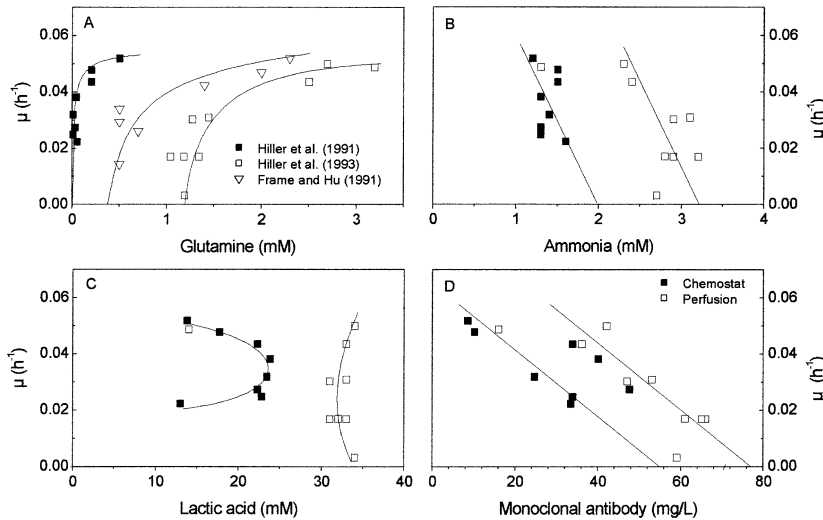 A
B
0.06
0.04
0.02
0.00
μ (h⁻¹)
0 1 2 3
Glutamine (mM)
■ Hiller et al. (1991)
□ Hiller et al. (1993)
▽ Frame and Hu (1991)
0 1 2 3 4
Ammonia (mM)
0.06
0.04
0.02
0.00
μ (h⁻¹)
C
D
0.06
0.04
0.02
0.00
μ (h⁻¹)
0 10 20 30 40
Lactic acid (mM)
■ Chemostat
□ Perfusion
0 20 40 60 80
Monoclonal antibody (mg/L)
0.06
0.04
0.02
0.00
μ (h⁻¹)